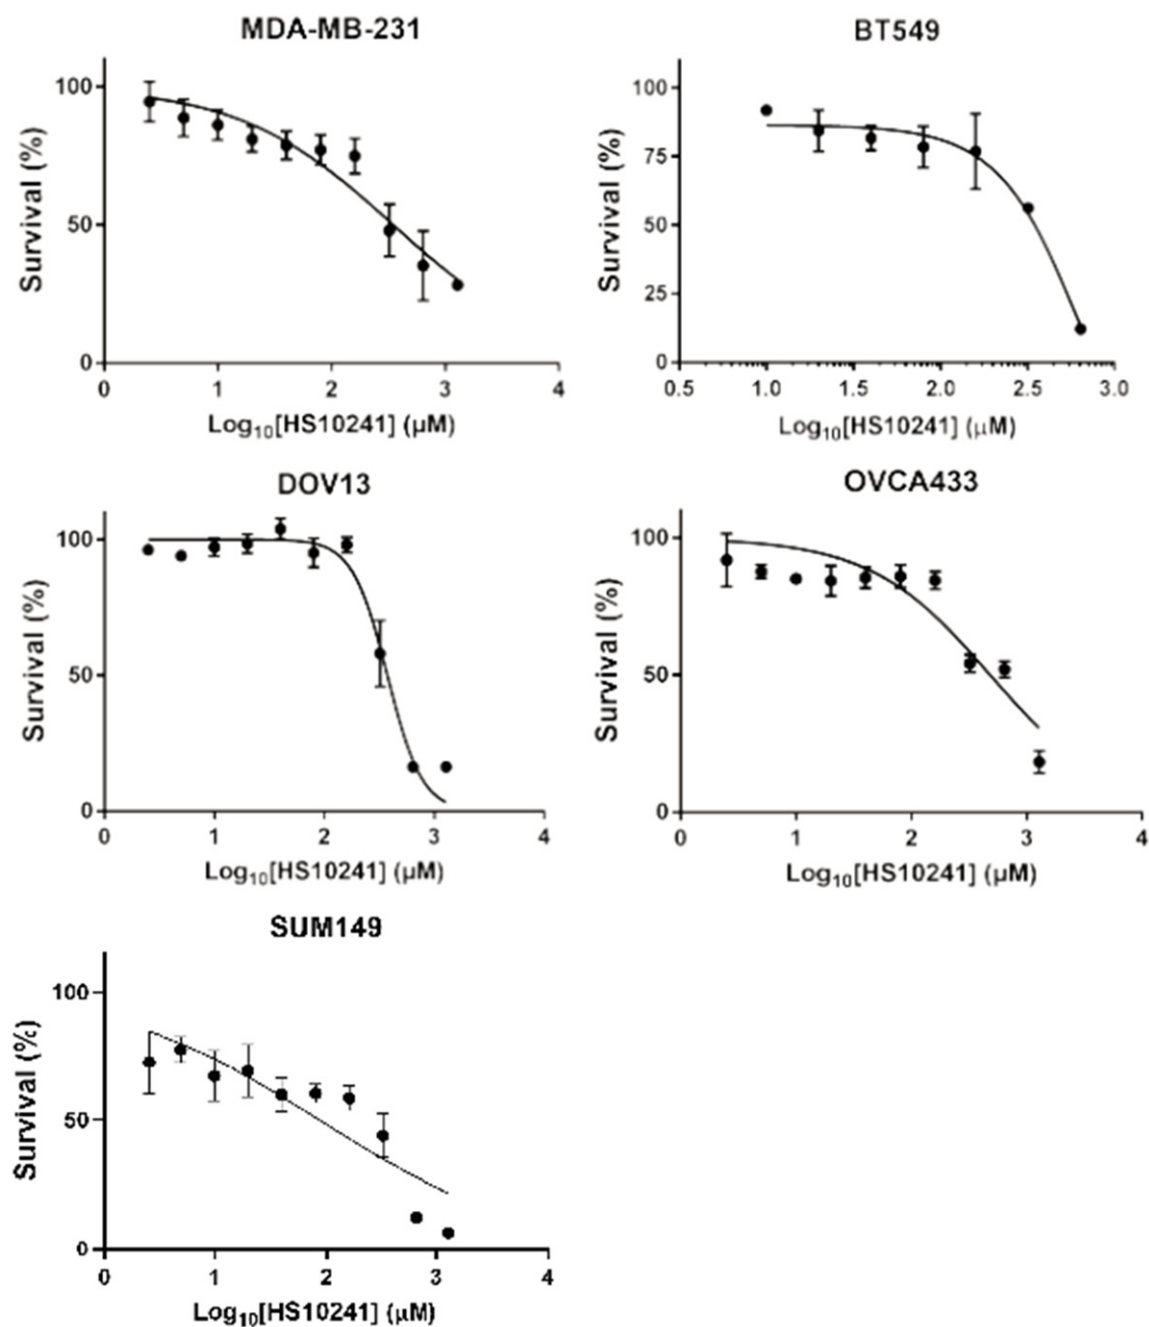 MDA-MB-231
100
50
0
0 1 2 3 4
Survival (%)
Log₁₀[HS10241] (μM)
BT549
100
75
50
25
0
0.5 1.0 1.5 2.0 2.5 3.0
Survival (%)
Log₁₀[HS10241] (μM)
DOV13
100
50
0
0 1 2 3 4
Survival (%)
Log₁₀[HS10241] (μM)
OVCA433
100
50
0
0 1 2 3 4
Survival (%)
Log₁₀[HS10241] (μM)
SUM149
100
50
0
0 1 2 3 4
Survival (%)
Log₁₀[HS10241] (μM)